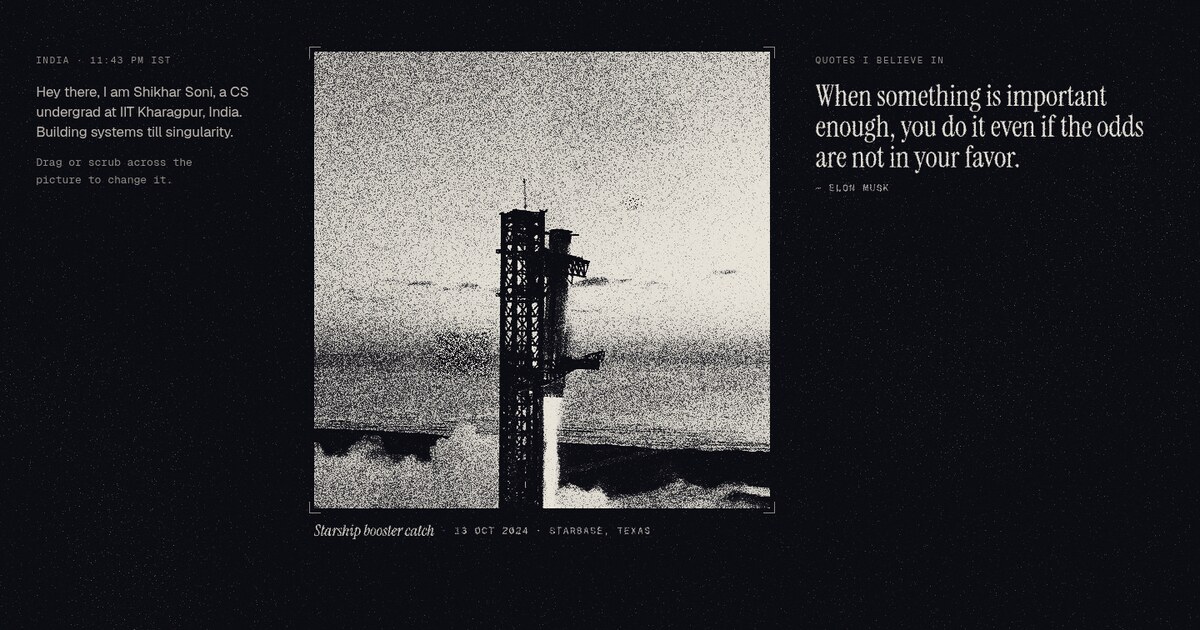 INDIA · 11:43 PM IST
Hey there, I am Shikhar Soni, a CS
undergrad at IIT Kharagpur, India.
Building systems till singularity.
Drag or scrub across the
picture to change it.
QUOTES I BELIEVE IN
When something is important
enough, you do it even if the odds
are not in your favor.
~ ELON MUSK
Starship booster catch · 13 OCT 2024 · STARBASE, TEXAS